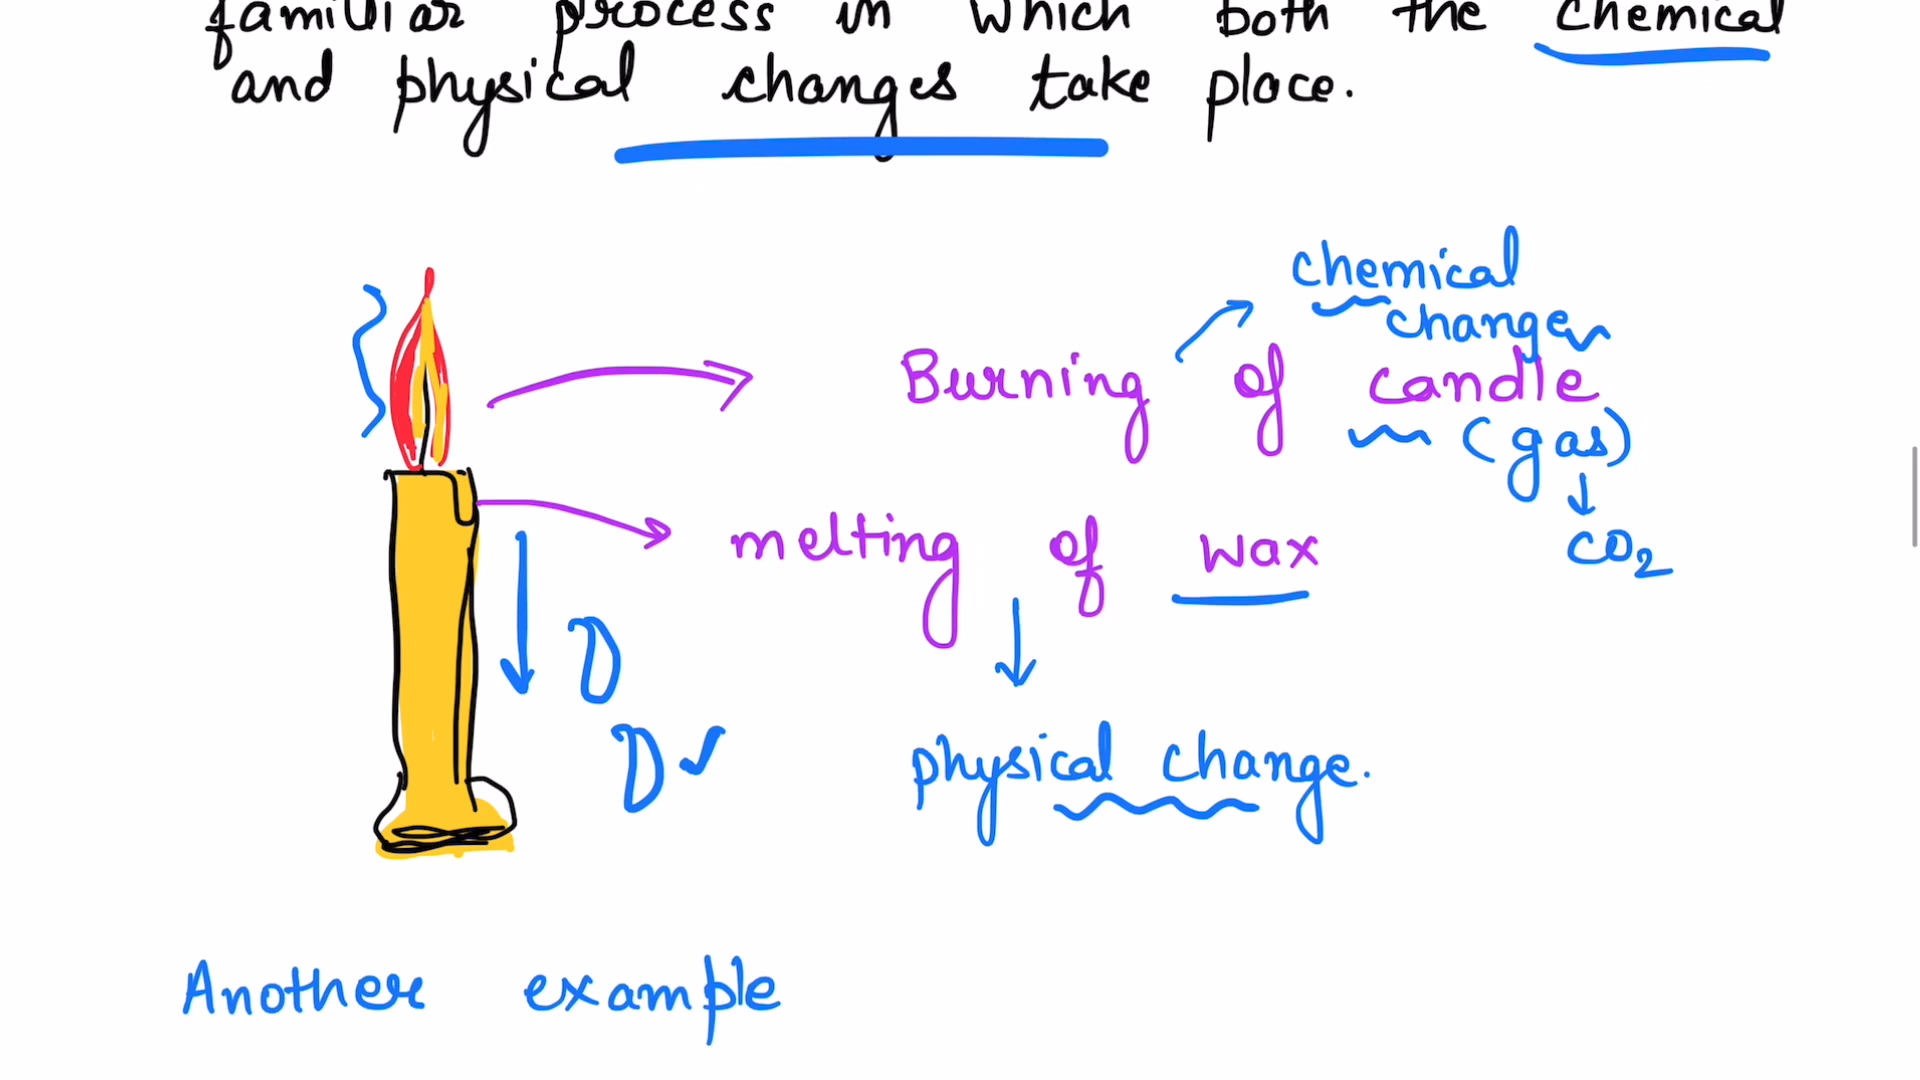 familiar process in which both the chemical
and physical changes take place.
chemical
change
Burning of candle
(gas)
CO2
melting of wax
physical change.
Another example